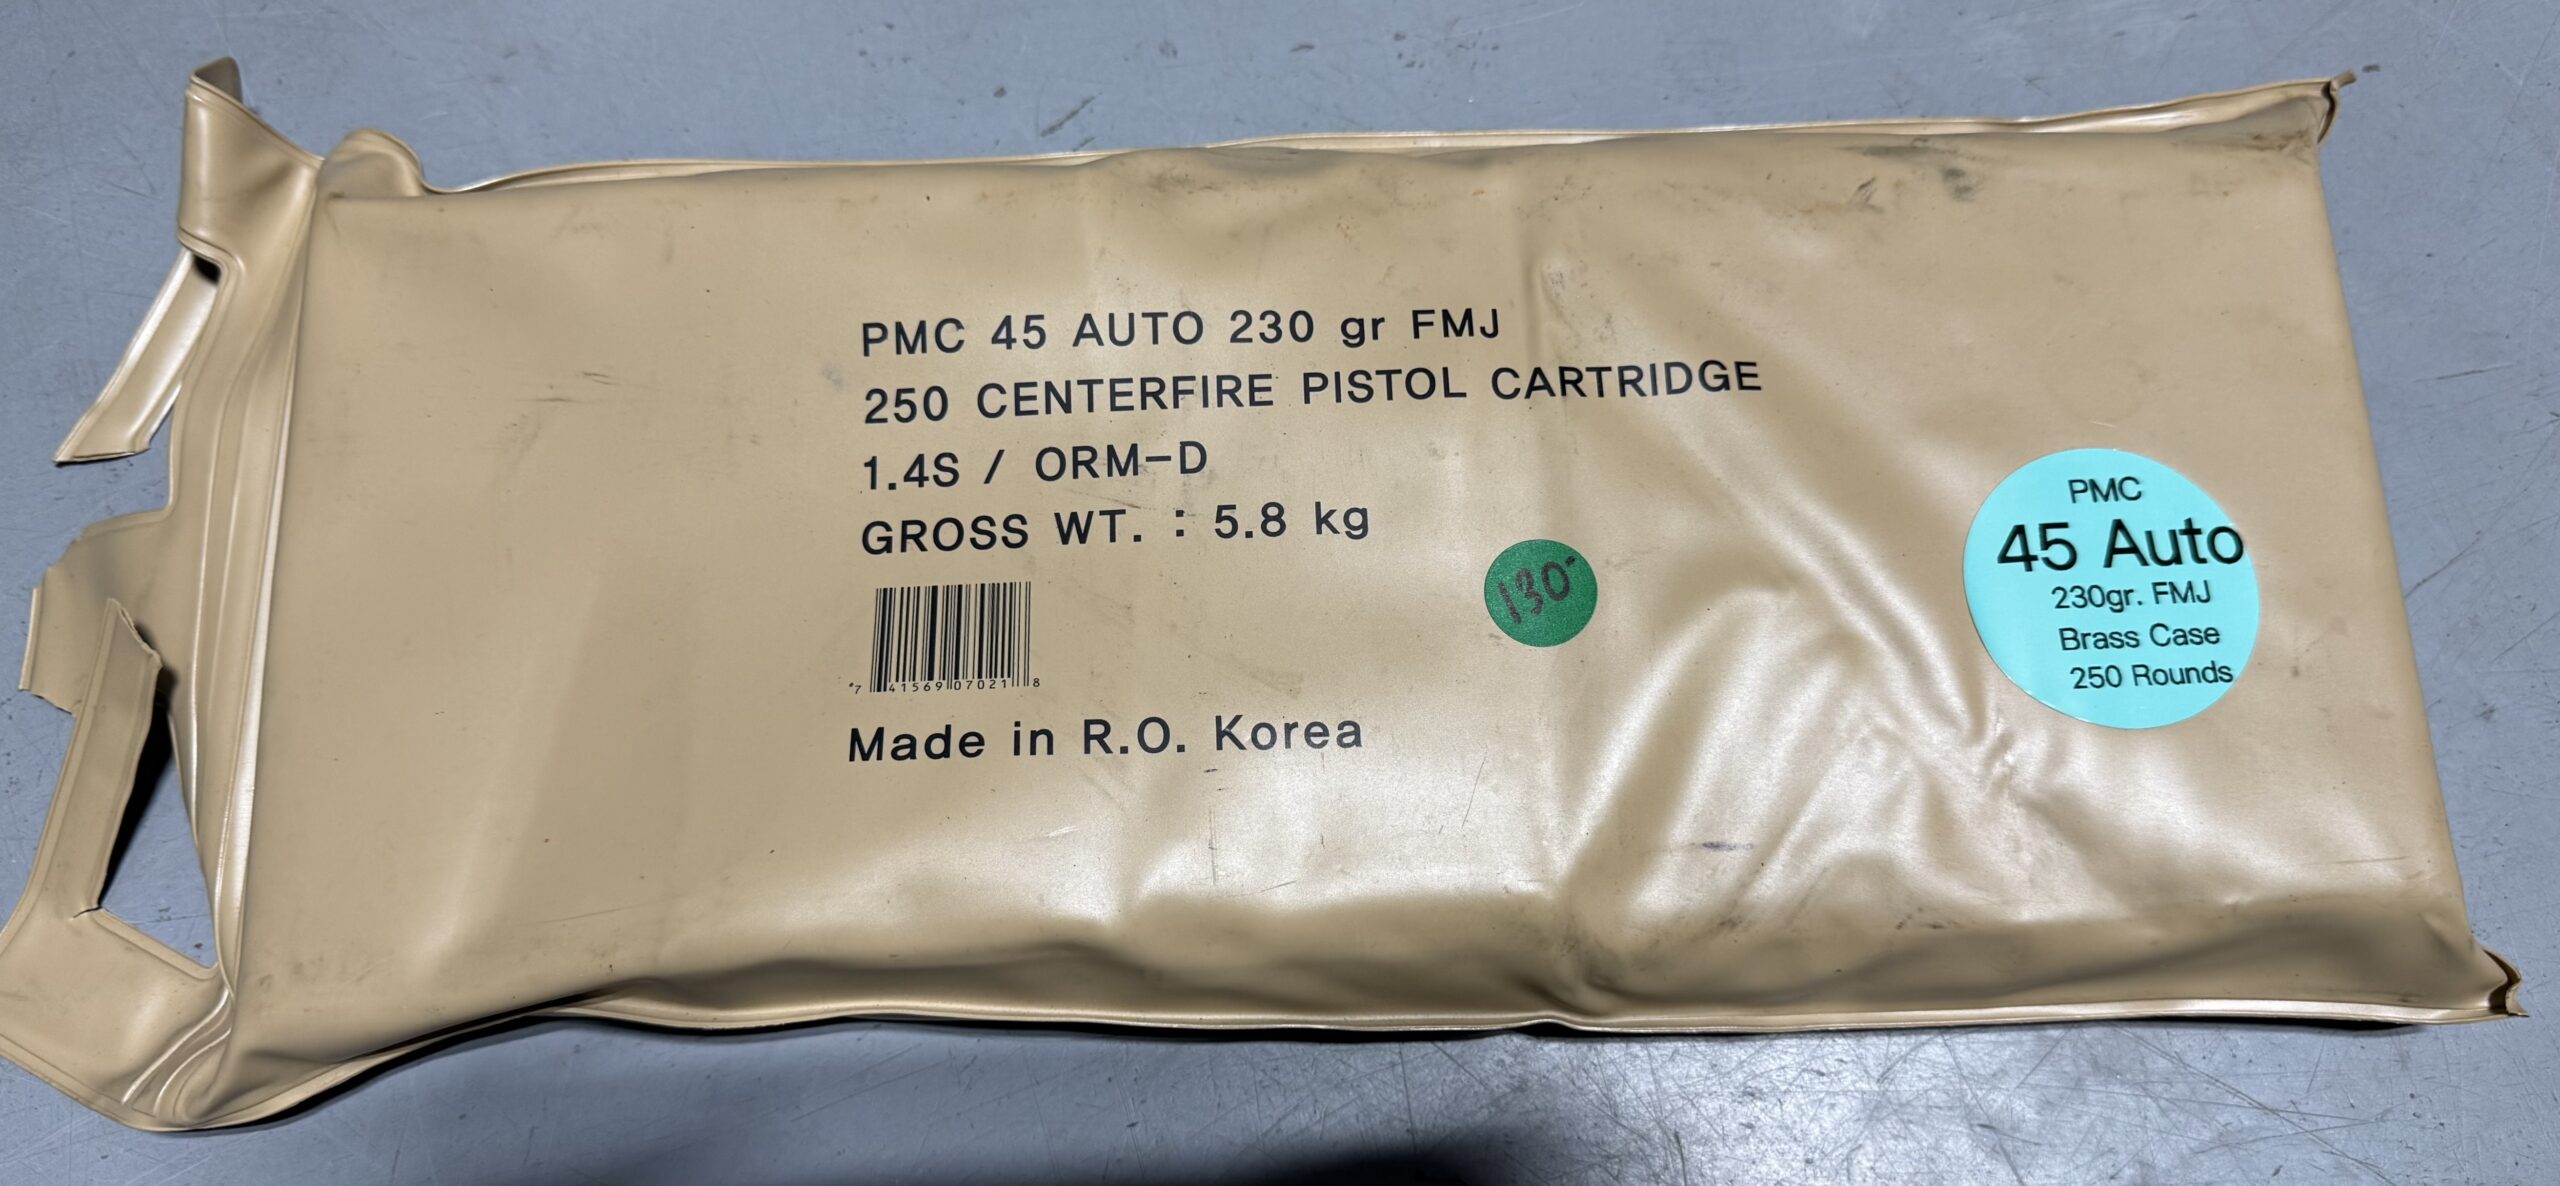 PMC 45 AUTO 230 gr FMJ
250 CENTERFIRE PISTOL CARTRIDGE
1.4S / ORM-D
GROSS WT. : 5.8 kg
7 41569 07021 8
Made in R.O. Korea
130-
PMC
45 Auto
230gr. FMJ
Brass Case
250 Rounds